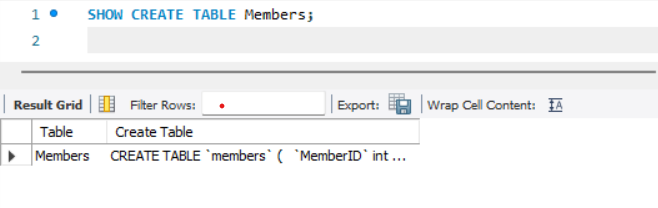 1 SHOW CREATE TABLE Members;
2
Result Grid Filter Rows: Export: Wrap Cell Content: IA
Table Create Table
Members CREATE TABLE `members` ( `MemberID` int ...